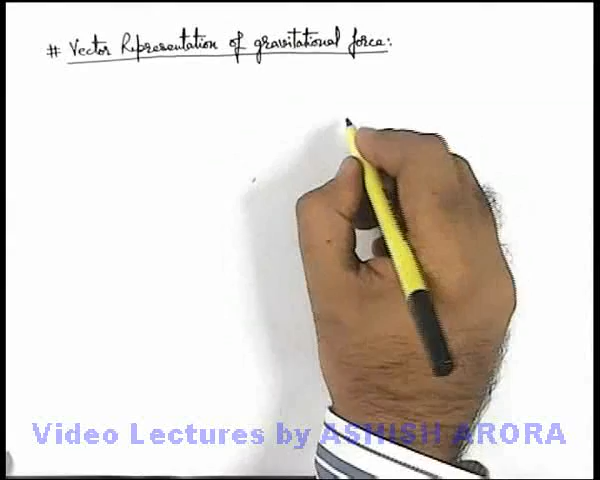 # Vector Representation of gravitational force:
Video Lectures by ASHISH ARORA